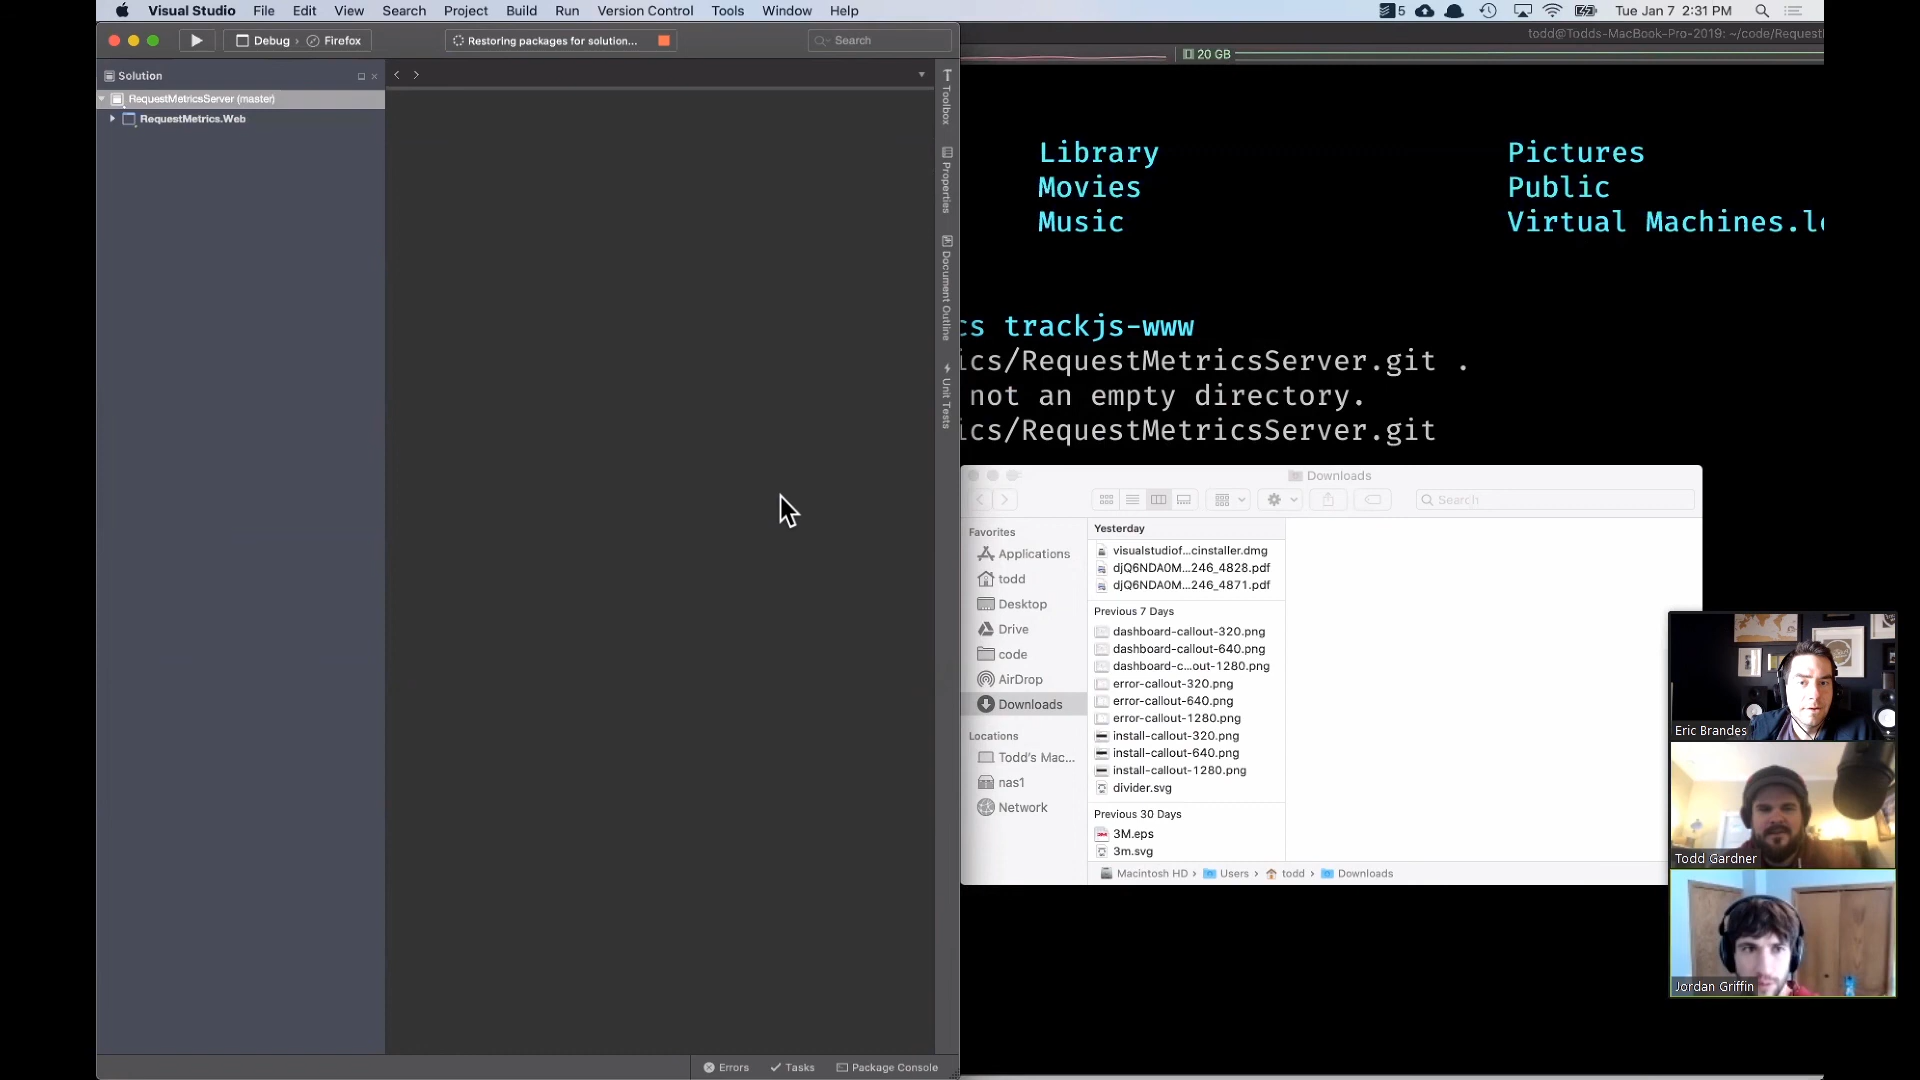 Visual Studio File Edit View Search Project Build Run Version Control Tools Window Help
5 Tue Jan 7 2:31 PM
todd@Todds-MacBook-Pro-2019: ~/code/Request
Debug › Firefox
Restoring packages for solution...
Search
20 GB
Solution
RequestMetricsServer (master)
RequestMetrics.Web
Toolbox
Properties
Document Outline
Unit Tests
Library Pictures
Movies Public
Music Virtual Machines.lo
cs trackjs-www
ics/RequestMetricsServer.git .
not an empty directory.
ics/RequestMetricsServer.git
Downloads
Search
Favorites
Applications
todd
Desktop
Drive
code
AirDrop
Downloads
Locations
Todd's Mac...
nas1
Network
Yesterday
visualstudiof...cinstaller.dmg
djQ6NDA0M...246_4828.pdf
djQ6NDA0M...246_4871.pdf
Previous 7 Days
dashboard-callout-320.png
dashboard-callout-640.png
dashboard-c...out-1280.png
error-callout-320.png
error-callout-640.png
error-callout-1280.png
install-callout-320.png
install-callout-640.png
install-callout-1280.png
divider.svg
Previous 30 Days
3M.eps
3m.svg
Macintosh HD › Users › todd › Downloads
Eric Brandes
Todd Gardner
Jordan Griffin
Errors Tasks Package Console